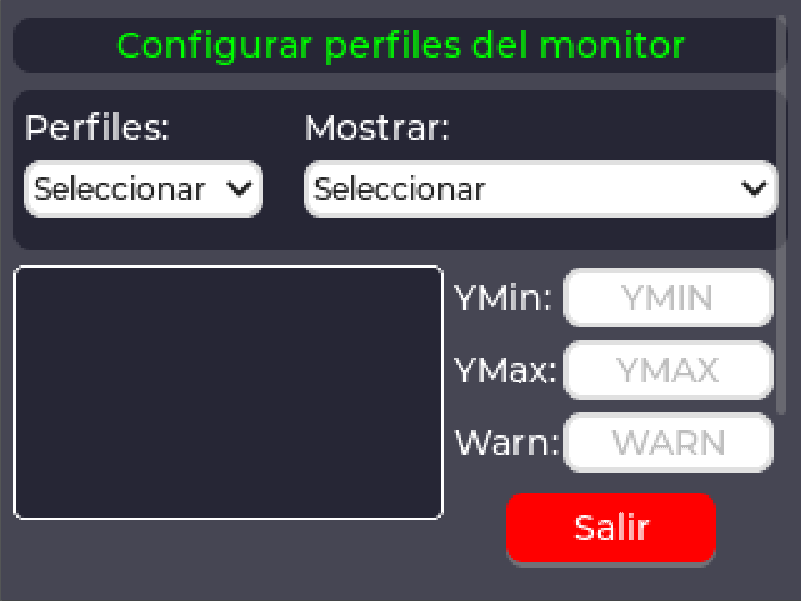 Configurar perfiles del monitor
Perfiles: Mostrar:
Seleccionar Seleccionar
YMin: YMIN
YMax: YMAX
Warn: WARN
Salir